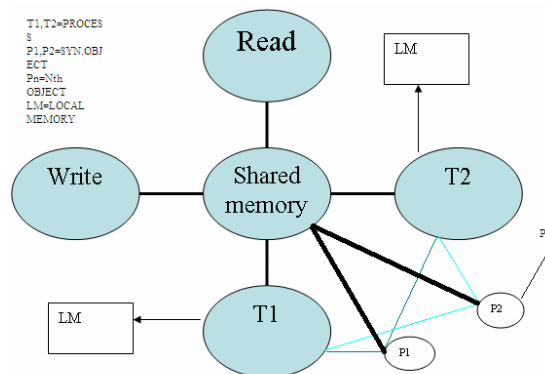 T1,T2=PROCES
S
P1,P2=SYN.OBJ
ECT
Pn=Nth
OBJECT
LM=LOCAL
MEMORY
Read
LM
Write
Shared
memory
T2
P
P2
LM
T1
P1